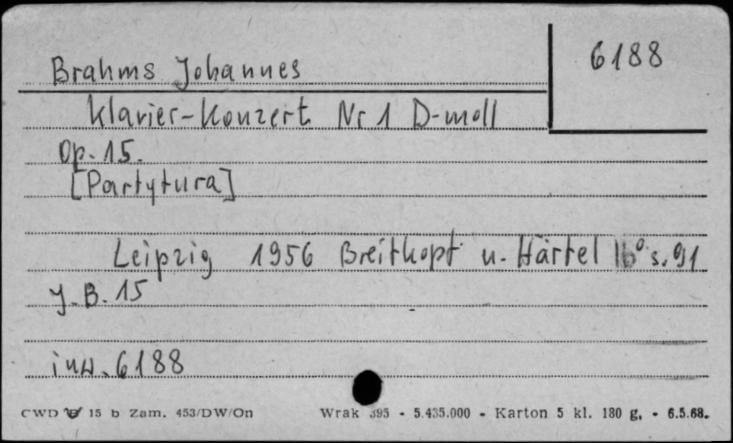 6188
Brahms Johannes
Klavier-Konzert Nr 1 D-moll
Op. 15.
[Partytura]
Leipzig 1956 Breitkopf u. Härtel 16° s. 91
J. B. 15
inw. 6188
CWD 15 b Zam. 453/DW/On Wrak 395 - 5.435.000 - Karton 5 kl. 180 g. - 6.5.68.